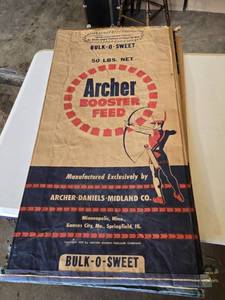 BULK-O-SWEET
50 LBS. NET
Archer
BOOSTER
FEED
Manufactured Exclusively by
ARCHER-DANIELS-MIDLAND CO.
Minneapolis, Minn.
Kansas City, Mo., Springfield, Ill.
BULK-O-SWEET